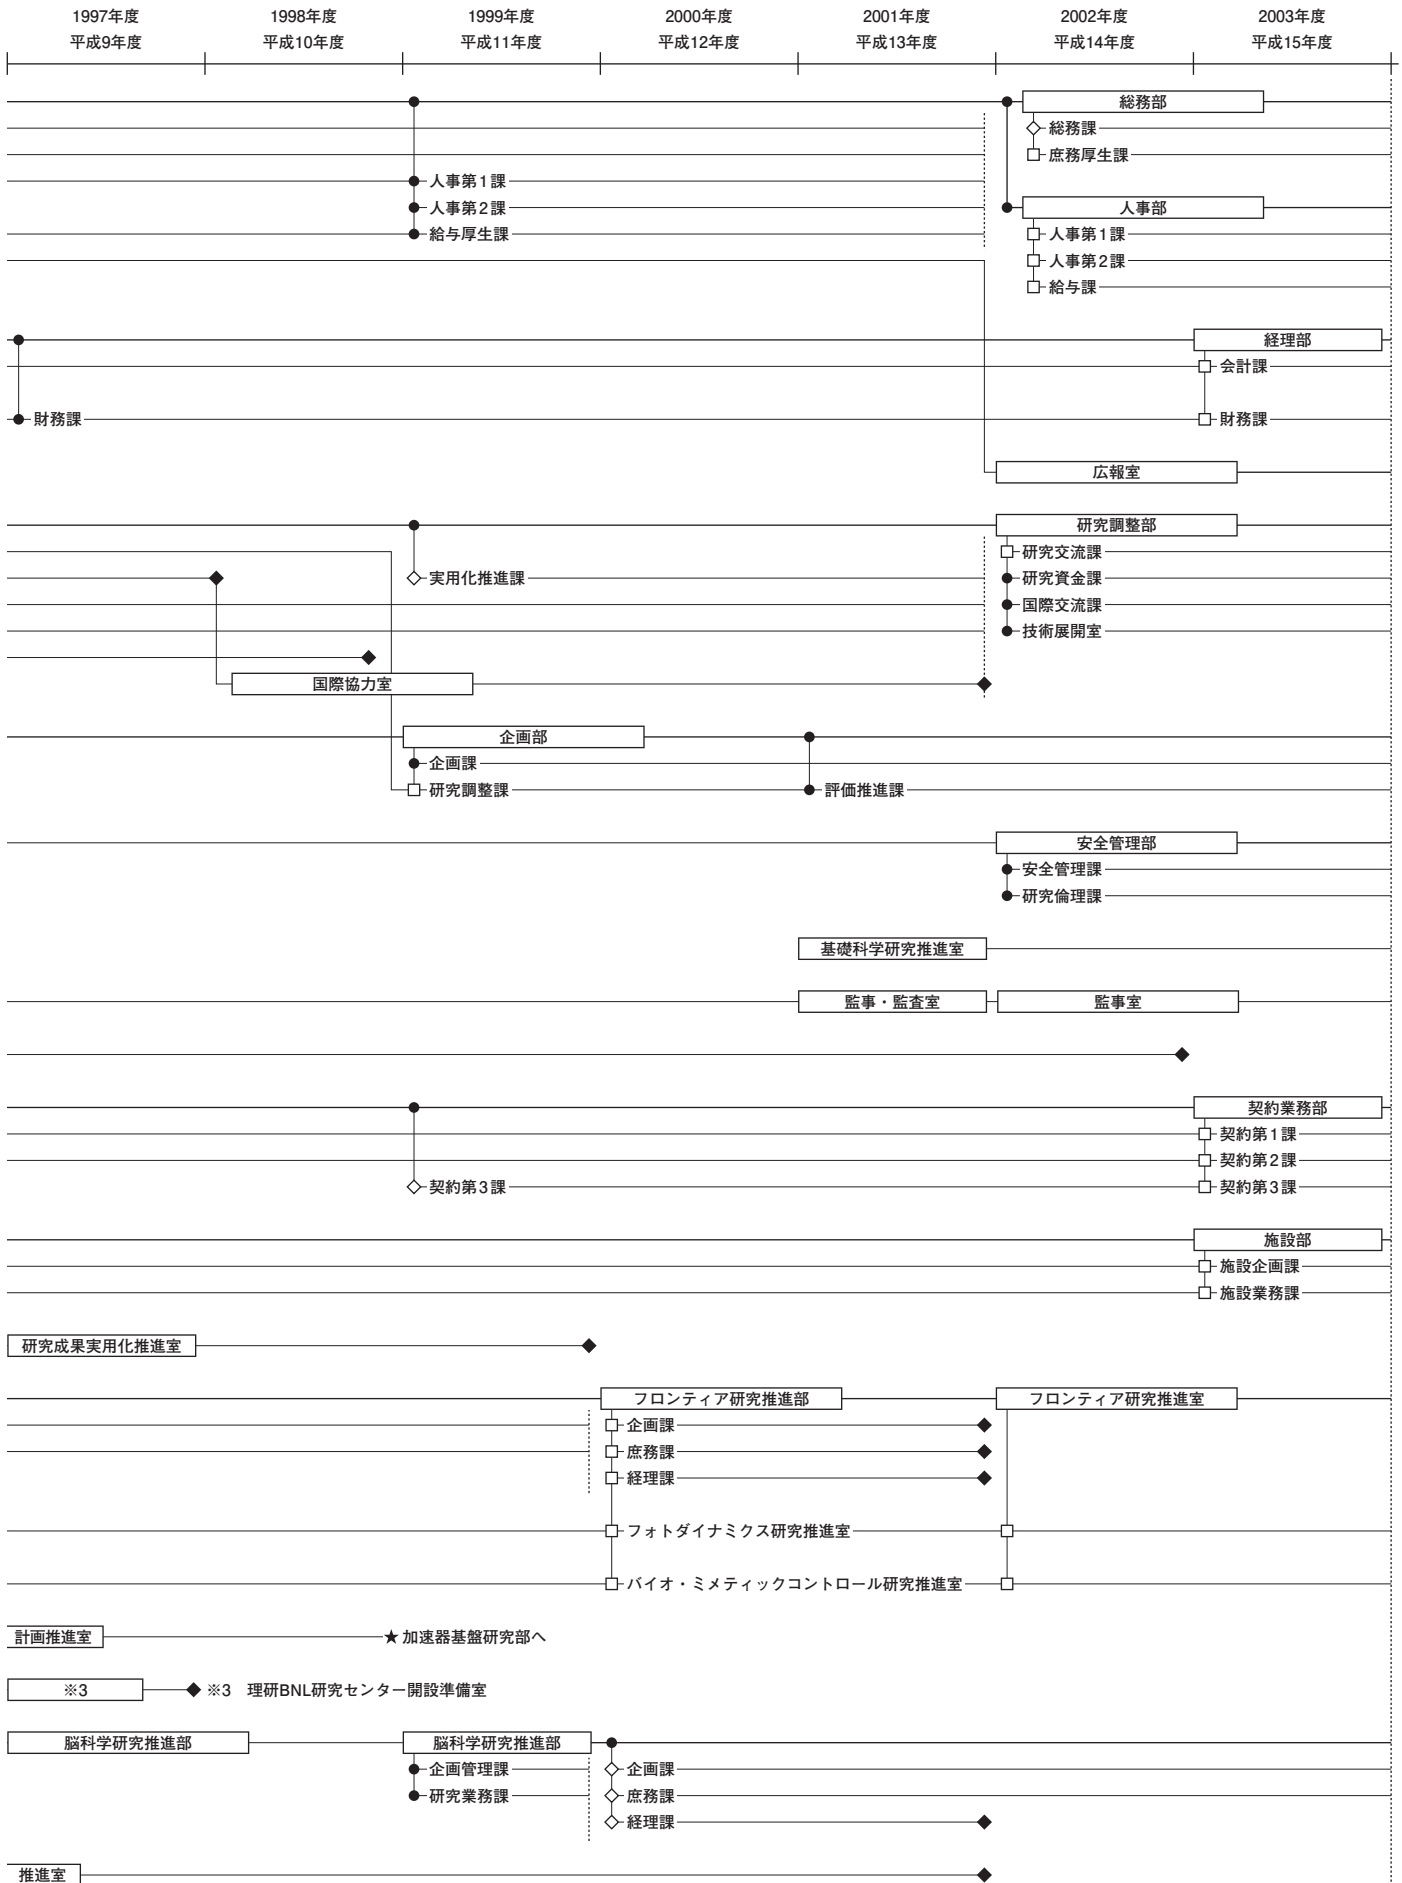 1997年度 1998年度 1999年度 2000年度 2001年度 2002年度 2003年度
平成9年度 平成10年度 平成11年度 平成12年度 平成13年度 平成14年度 平成15年度
総務部
総務課
庶務厚生課
人事第1課
人事第2課 人事部
給与厚生課 人事第1課
人事第2課
給与課
経理部
会計課
財務課 財務課
広報室
研究調整部
研究交流課
実用化推進課 研究資金課
国際交流課
技術展開室
国際協力室
企画部
企画課
研究調整課 評価推進課
安全管理部
安全管理課
研究倫理課
基礎科学研究推進室
監事・監査室 監事室
契約業務部
契約第1課
契約第2課
契約第3課 契約第3課
施設部
施設企画課
施設業務課
研究成果実用化推進室
フロンティア研究推進部 フロンティア研究推進室
企画課
庶務課
経理課
フォトダイナミクス研究推進室
バイオ・ミメティックコントロール研究推進室
計画推進室 ★加速器基盤研究部へ
※3 ※3 理研BNL研究センター開設準備室
脳科学研究推進部 脳科学研究推進部
企画管理課 企画課
研究業務課 庶務課
経理課
推進室